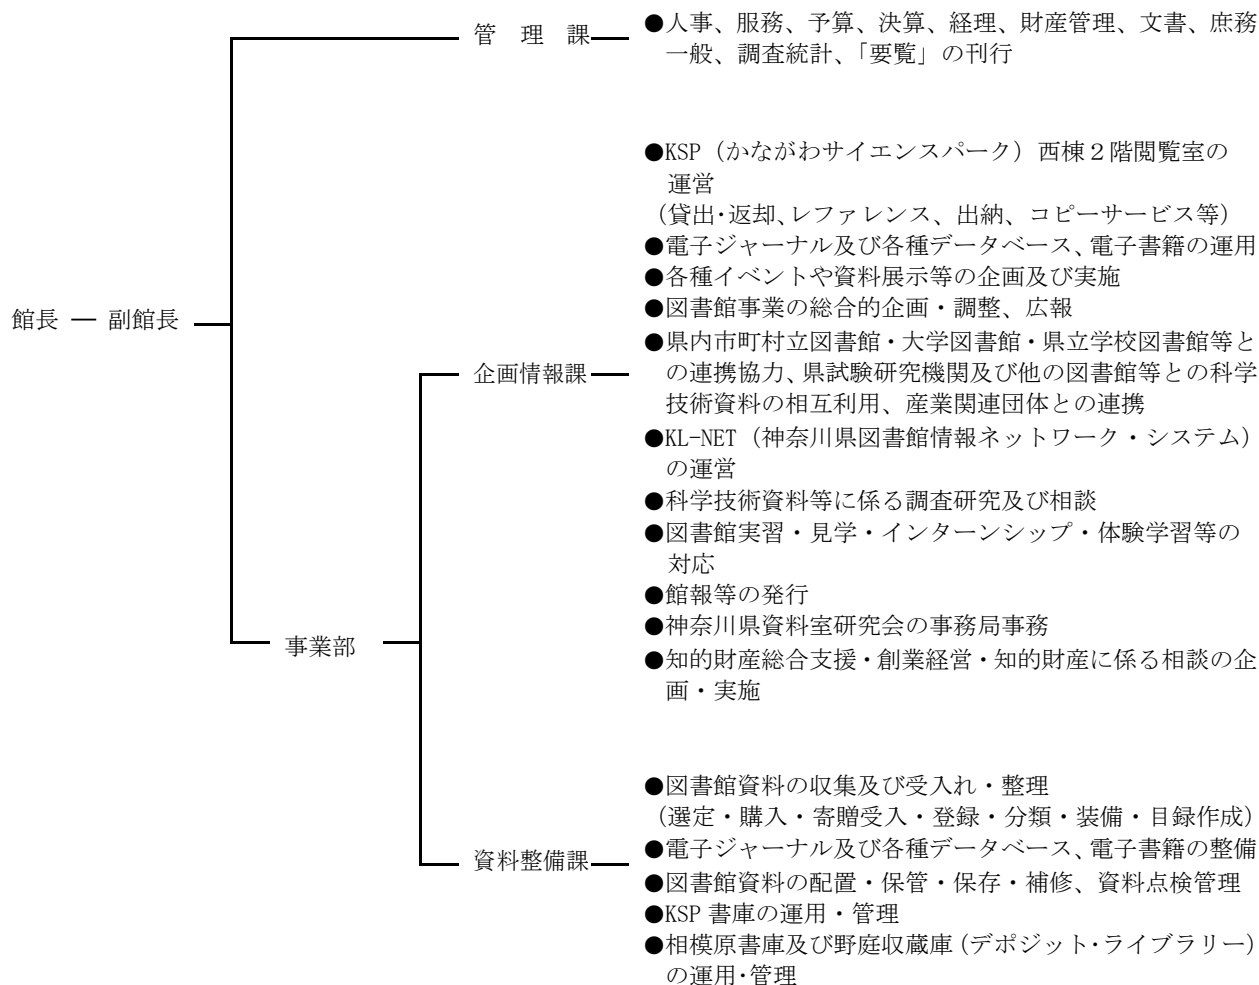 管　理　課
●人事、服務、予算、決算、経理、財産管理、文書、庶務
一般、調査統計、「要覧」の刊行
館長 ― 副館長
企画情報課
●KSP（かながわサイエンスパーク）西棟２階閲覧室の
運営
（貸出・返却、レファレンス、出納、コピーサービス等）
●電子ジャーナル及び各種データベース、電子書籍の運用
●各種イベントや資料展示等の企画及び実施
●図書館事業の総合的企画・調整、広報
●県内市町村立図書館・大学図書館・県立学校図書館等と
の連携協力、県試験研究機関及び他の図書館等との科学
技術資料の相互利用、産業関連団体との連携
●KL-NET（神奈川県図書館情報ネットワーク・システム）
の運営
●科学技術資料等に係る調査研究及び相談
●図書館実習・見学・インターンシップ・体験学習等の
対応
●館報等の発行
●神奈川県資料室研究会の事務局事務
●知的財産総合支援・創業経営・知的財産に係る相談の企
画・実施
事業部
資料整備課
●図書館資料の収集及び受入れ・整理
（選定・購入・寄贈受入・登録・分類・装備・目録作成）
●電子ジャーナル及び各種データベース、電子書籍の整備
●図書館資料の配置・保管・保存・補修、資料点検管理
●KSP 書庫の運用・管理
●相模原書庫及び野庭収蔵庫（デポジット・ライブラリー）
の運用・管理